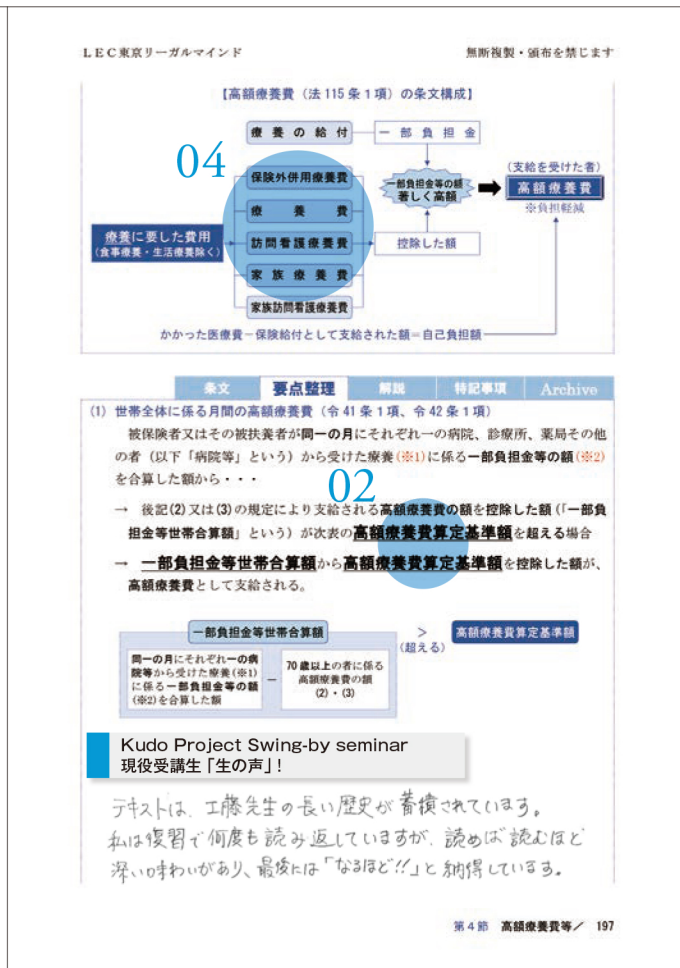 LEC東京リーガルマインド
無断複製・頒布を禁じます
【高額療養費（法115条1項）の条文構成】
療養の給付
一部負担金
04
保険外併用療養費
療養費
訪問看護療養費
家族療養費
家族訪問看護療養費
療養に要した費用
（食事療養・生活療養除く）
一部負担金等の額
著しく高額
控除した額
（支給を受けた者）
高額療養費
※負担軽減
かかった医療費－保険給付として支給された額＝自己負担額
条文 要点整理 解説 特記事項 Archive
(1) 世帯全体に係る月間の高額療養費（令41条1項、令42条1項）
被保険者又はその被扶養者が同一の月にそれぞれ一の病院、診療所、薬局その他
の者（以下「病院等」という）から受けた療養(※1)に係る一部負担金等の額(※2)
を合算した額から・・・
02
→ 後記(2)又は(3)の規定により支給される高額療養費の額を控除した額（「一部負
担金等世帯合算額」という）が次表の高額療養費算定基準額を超える場合
→ 一部負担金等世帯合算額から高額療養費算定基準額を控除した額が、
高額療養費として支給される。
一部負担金等世帯合算額
同一の月にそれぞれ一の病
院等から受けた療養(※1)
に係る一部負担金等の額
(※2)を合算した額
－
70歳以上の者に係る
高額療養費の額
(2)・(3)
＞
（超える）
高額療養費算定基準額
Kudo Project Swing-by seminar
現役受講生「生の声」！
テキストは、工藤先生の長い歴史が蓄積されています。
私は復習で何度も読み返していますが、読めば読むほど
深い味わいがあり、最後には「なるほど!!」と納得しています。
第4節 高額療養費等／ 197